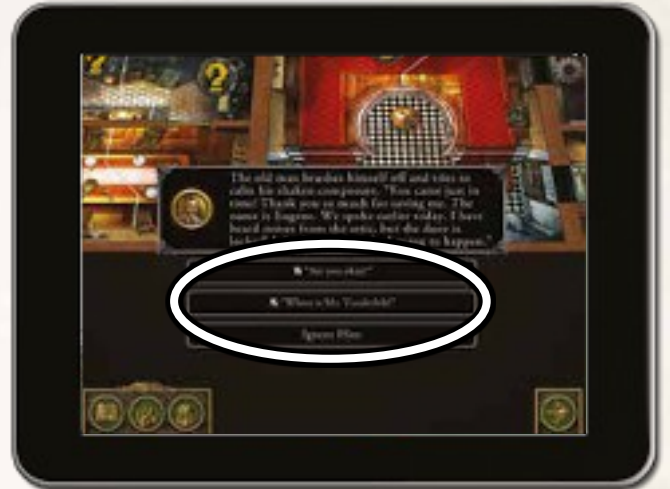 The old man brushes himself off and tries to
calm his shaken composure. "You came just in
time! Thank you so much for saving me. The
name is Eugene. We spoke earlier today. I have
heard noises from the attic, but the door is
to happen."
"Are you okay?"
"Where is Mr. Vanderbilt?"
Ignore Him